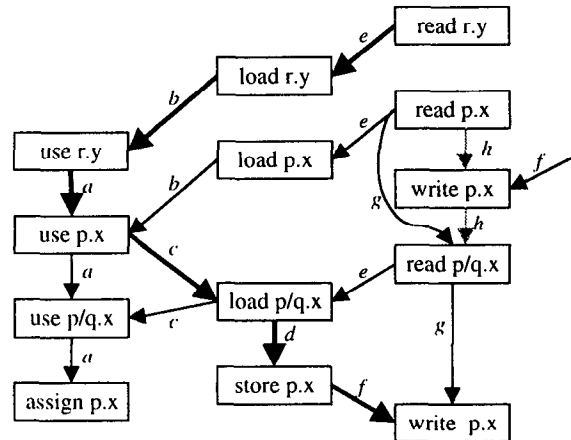 read r.y
e
load r.y
b
read p.x
e
use r.y
load p.x
h
f
a
b
write p.x
g
h
use p.x
c
read p/q.x
e
a
load p/q.x
use p/q.x
c
d
g
a
store p.x
f
assign p.x
write p.x